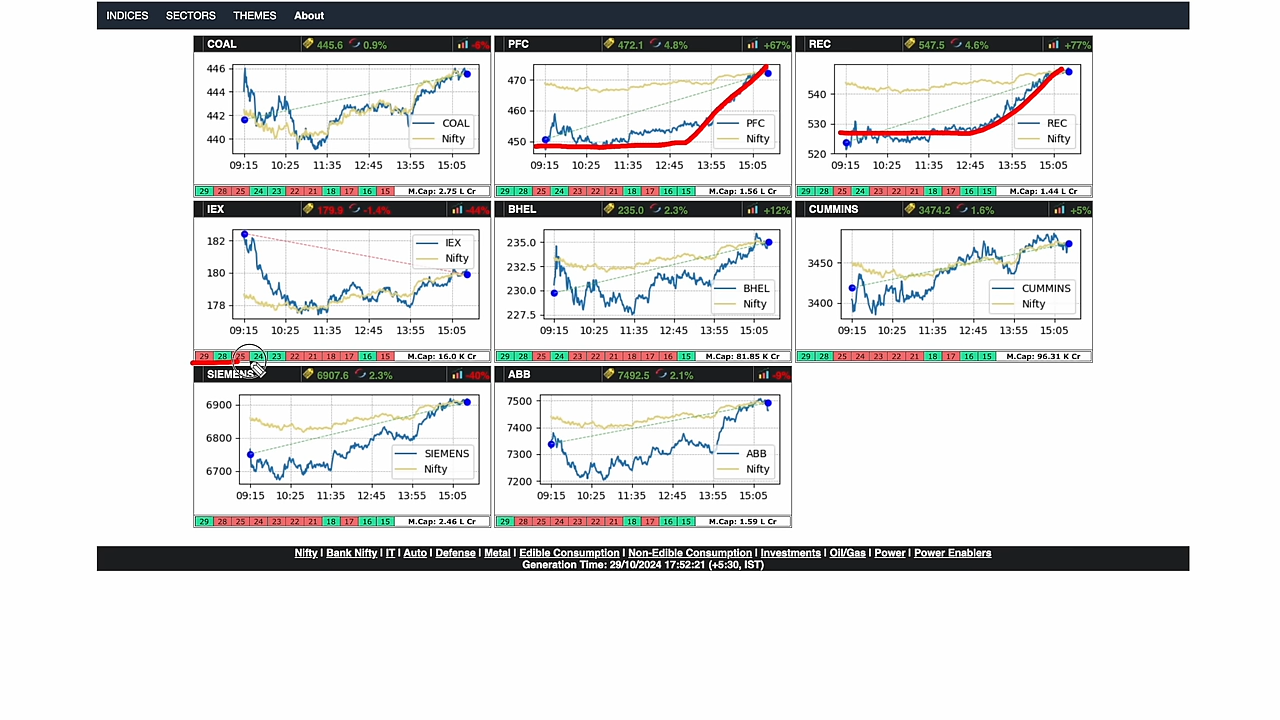 INDICES SECTORS THEMES About
COAL 445.6 0.9% -6%
446
444
442
440
COAL
Nifty
09:15 10:25 11:35 12:45 13:55 15:05
29 28 25 24 23 22 21 18 17 16 15 M.Cap: 2.75 L Cr
PFC 472.1 4.8% +67%
470
460
450
PFC
Nifty
09:15 10:25 11:35 12:45 13:55 15:05
29 28 25 24 23 22 21 18 17 16 15 M.Cap: 1.56 L Cr
REC 547.5 4.6% +77%
540
530
520
REC
Nifty
09:15 10:25 11:35 12:45 13:55 15:05
29 28 25 24 23 22 21 18 17 16 15 M.Cap: 1.44 L Cr
IEX 179.9 -1.4% -44%
182
180
178
IEX
Nifty
09:15 10:25 11:35 12:45 13:55 15:05
29 28 25 24 23 22 21 18 17 16 15 M.Cap: 16.0 K Cr
BHEL 235.0 2.3% +12%
235.0
232.5
230.0
227.5
BHEL
Nifty
09:15 10:25 11:35 12:45 13:55 15:05
29 28 25 24 23 22 21 18 17 16 15 M.Cap: 81.85 K Cr
CUMMINS 3474.2 1.6% +5%
3450
3400
CUMMINS
Nifty
09:15 10:25 11:35 12:45 13:55 15:05
29 28 25 24 23 22 21 18 17 16 15 M.Cap: 96.31 K Cr
SIEMENS 6907.6 2.3% -40%
6900
6800
6700
SIEMENS
Nifty
09:15 10:25 11:35 12:45 13:55 15:05
29 28 25 24 23 22 21 18 17 16 15 M.Cap: 2.46 L Cr
ABB 7492.5 2.1% -9%
7500
7400
7300
7200
ABB
Nifty
09:15 10:25 11:35 12:45 13:55 15:05
29 28 25 24 23 22 21 18 17 16 15 M.Cap: 1.59 L Cr
Nifty | Bank Nifty | IT | Auto | Defense | Metal | Edible Consumption | Non-Edible Consumption | Investments | Oil/Gas | Power | Power Enablers
Generation Time: 29/10/2024 17:52:21 (+5:30, IST)